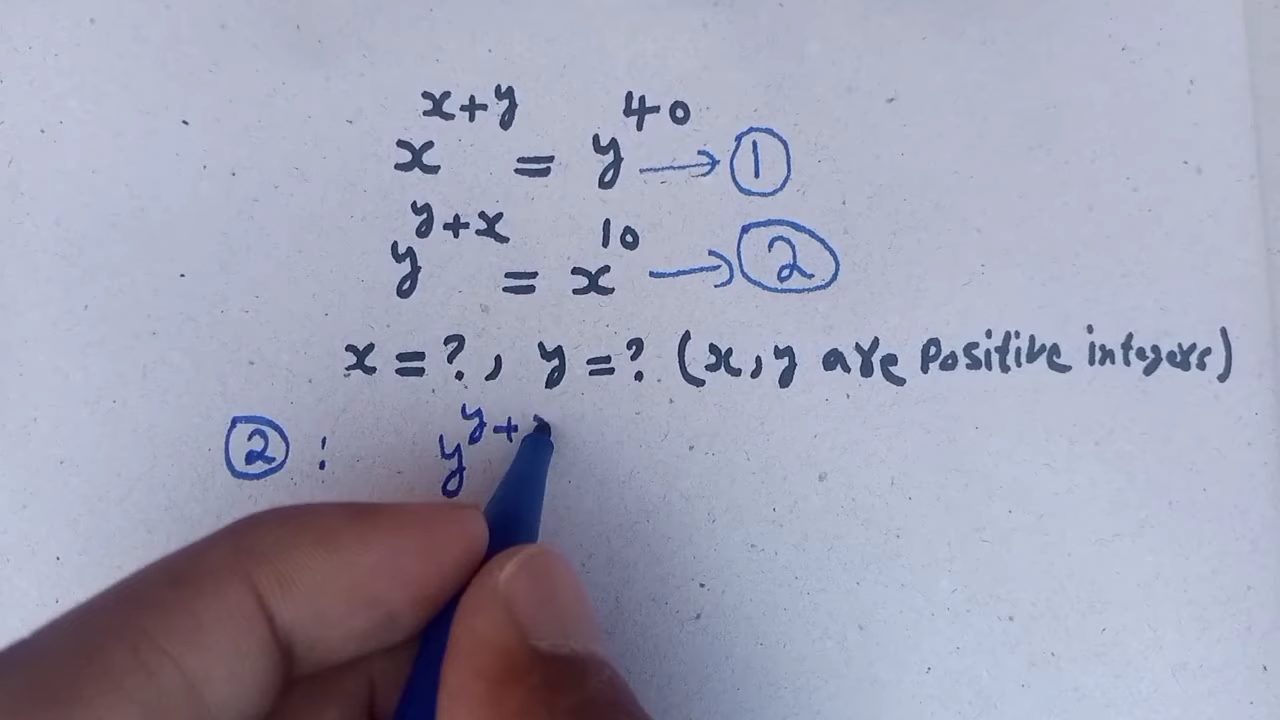 x^{x+y} = y^{40} → ①
y^{y+x} = x^{10} → ②
x = ?, y = ? (x, y are positive integers)
② : y^{y+